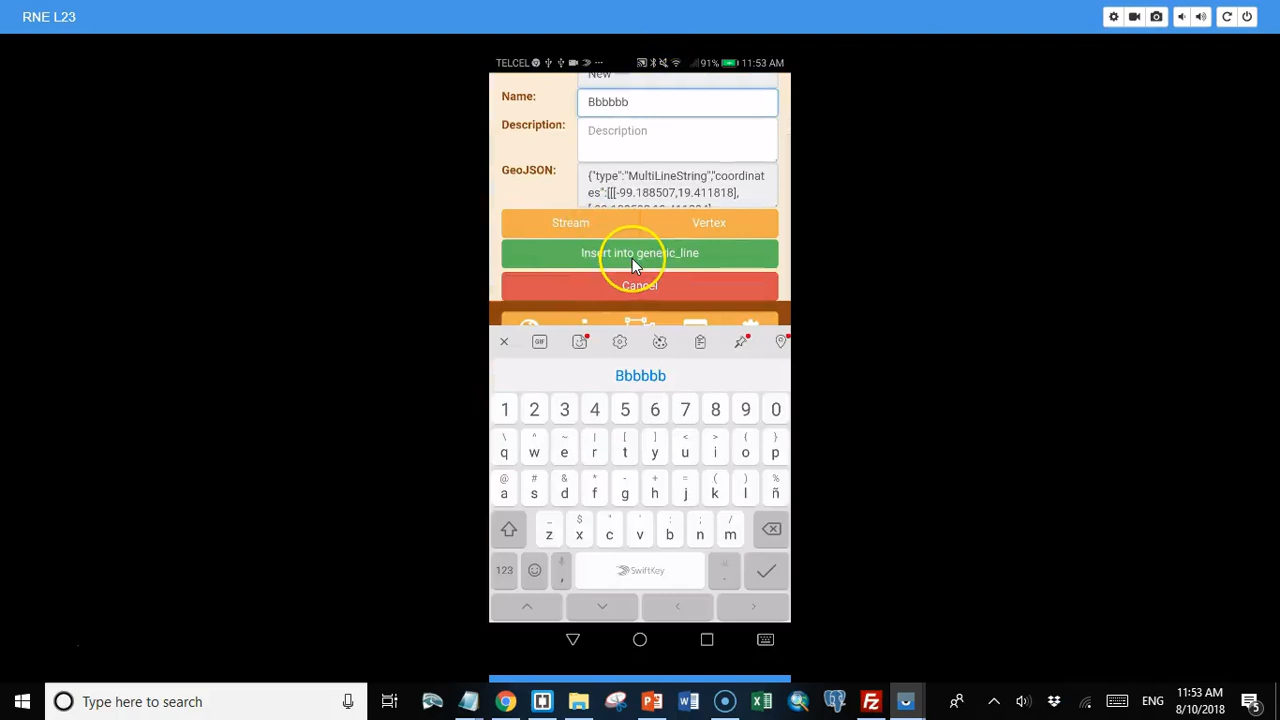 RNE L23
TELCEL ... 91% 11:53 AM
New
Name: Bbbbbb
Description: Description
GeoJSON: {"type":"MultiLineString","coordinat
es":[[[-99.188507,19.411818],
Stream Vertex
Insert into generic_line
Cancel
GIF
Bbbbbb
1 2 3 4 5 6 7 8 9 0
\ ^ ~ | [ ] < > { }
q w e r t y u i o p
@ # & * - + = ( ) %
a s d f g h j k l ñ
_ $ " ' : ; /
z x c v b n m
123 , SwiftKey .
Type here to search
ENG
11:53 AM
8/10/2018
5